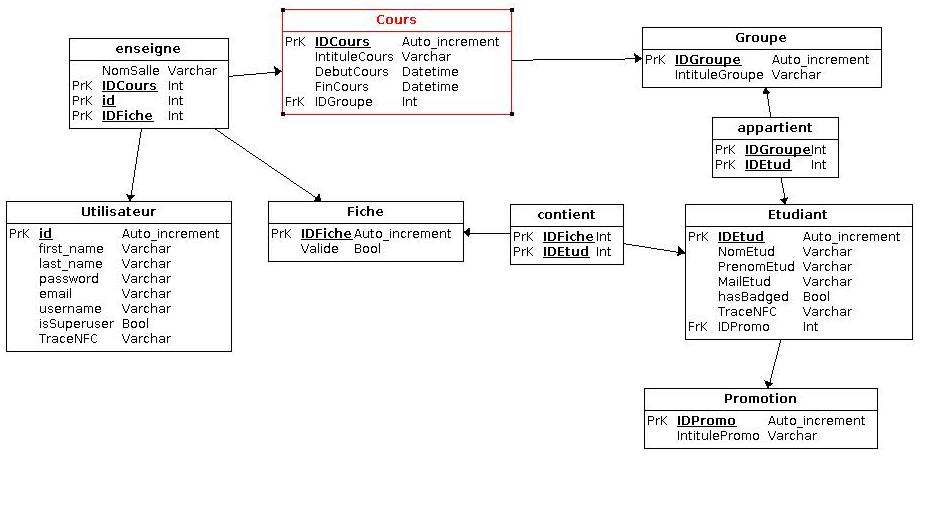 Cours
PrK IDCours Auto_increment
IntituleCours Varchar
DebutCours Datetime
FinCours Datetime
FrK IDGroupe Int
Groupe
PrK IDGroupe Auto_increment
IntituleGroupe Varchar
enseigne
NomSalle Varchar
PrK IDCours Int
PrK id Int
PrK IDFiche Int
appartient
PrK IDGroupe Int
PrK IDEtud Int
Utilisateur
PrK id Auto_increment
first_name Varchar
last_name Varchar
password Varchar
email Varchar
username Varchar
isSuperuser Bool
TraceNFC Varchar
Fiche
PrK IDFiche Auto_increment
Valide Bool
contient
PrK IDFiche Int
PrK IDEtud Int
Etudiant
PrK IDEtud Auto_increment
NomEtud Varchar
PrenomEtud Varchar
MailEtud Varchar
hasBadged Bool
TraceNFC Varchar
FrK IDPromo Int
Promotion
PrK IDPromo Auto_increment
IntitulePromo Varchar